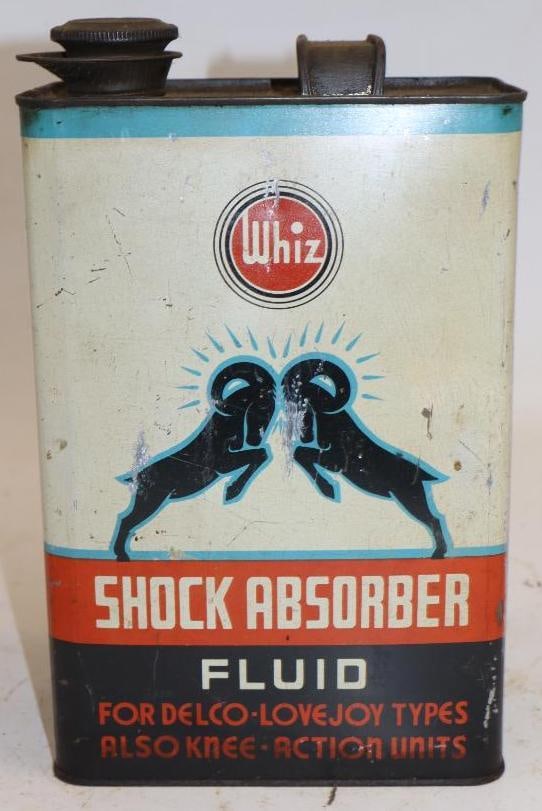 Whiz
SHOCK ABSORBER
FLUID
FOR DELCO-LOVEJOY TYPES
ALSO KNEE-ACTION UNITS